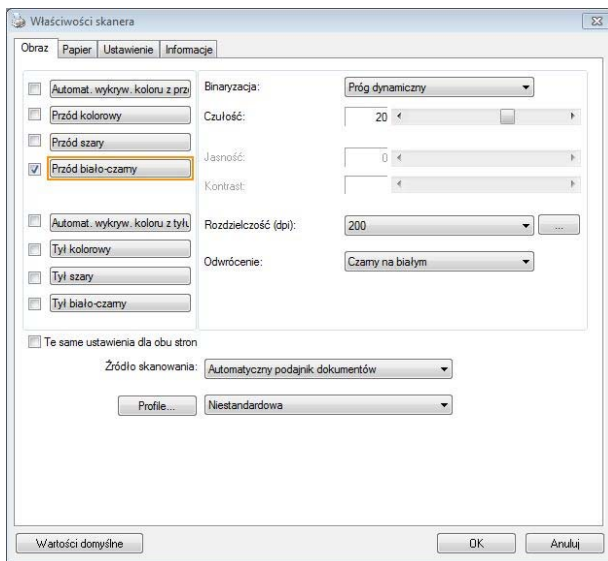 Właściwości skanera
Obraz Papier Ustawienie Informacje
Automat. wykryw. koloru z prze
Przód kolorowy
Przód szary
Przód biało-czarny
Automat. wykryw. koloru z tyłu
Tył kolorowy
Tył szary
Tył biało-czarny
Binaryzacja: Próg dynamiczny
Czułość: 20
Jasność: 0
Kontrast:
Rozdzielczość (dpi): 200 ...
Odwrócenie: Czarny na białym
Te same ustawienia dla obu stron
Źródło skanowania: Automatyczny podajnik dokumentów
Profile... Niestandardowa
Wartości domyślne OK Anuluj